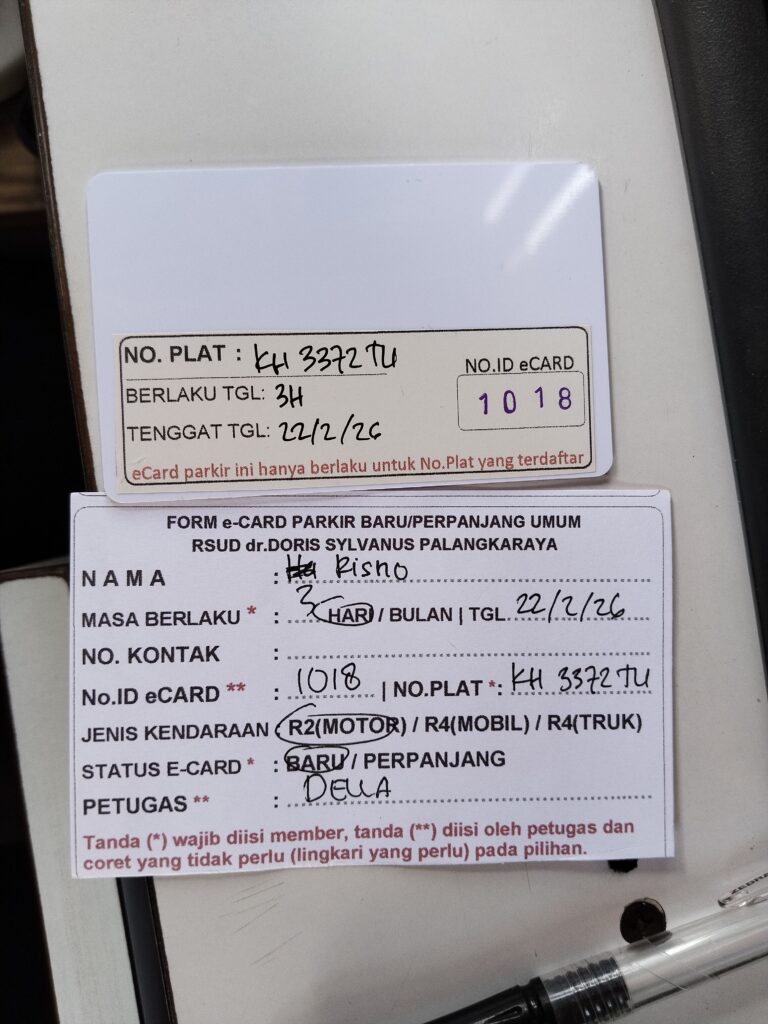 NO. PLAT : KH 3372 TU
NO.ID eCARD
BERLAKU TGL: 3H
1018
TENGGAT TGL: 22/2/26
eCard parkir ini hanya berlaku untuk No.Plat yang terdaftar
FORM e-CARD PARKIR BARU/PERPANJANG UMUM
RSUD dr.DORIS SYLVANUS PALANGKARAYA
NAMA : Risno
MASA BERLAKU * : 3 HARI / BULAN | TGL 22/2/26
NO. KONTAK :
No.ID eCARD ** : 1018 | NO.PLAT *: KH 3372 TU
JENIS KENDARAAN : R2(MOTOR) / R4(MOBIL) / R4(TRUK)
STATUS E-CARD * : BARU / PERPANJANG
PETUGAS ** : DELLA
Tanda (*) wajib diisi member, tanda (**) diisi oleh petugas dan
coret yang tidak perlu (lingkari yang perlu) pada pilihan.
ZEBRA